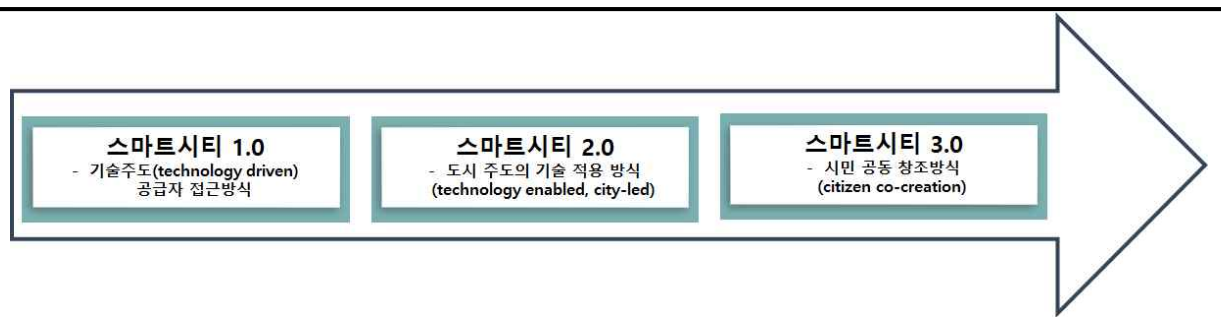 스마트시티 1.0
- 기술주도(technology driven)
공급자 접근방식
스마트시티 2.0
- 도시 주도의 기술 적용 방식
(technology enabled, city-led)
스마트시티 3.0
- 시민 공동 창조방식
(citizen co-creation)